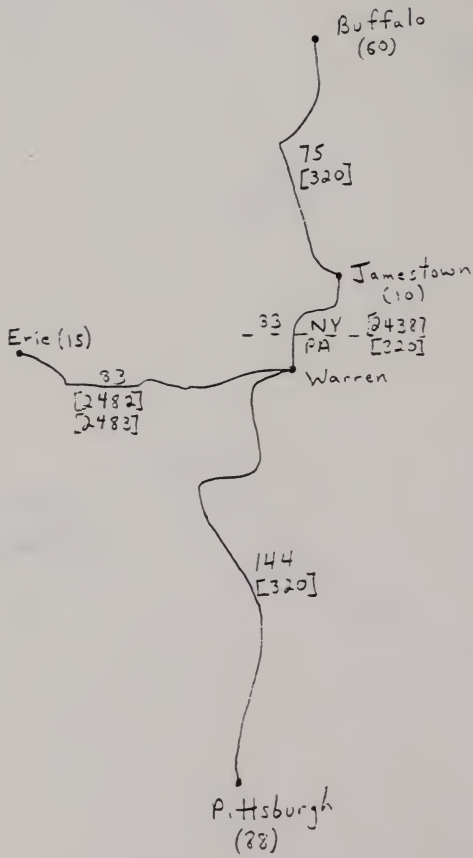 Buffalo
(60)
75
[320]
Jamestown
(10)
33 NY [2438]
PA [320]
Erie (15)
Warren
33
[2482]
[2483]
144
[320]
Pittsburgh
(88)